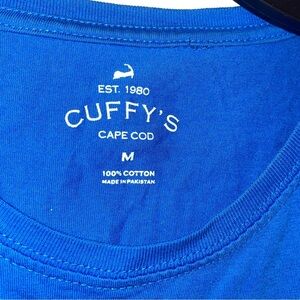 EST. 1980
CUFFY'S
CAPE COD
M
100% COTTON
MADE IN PAKISTAN